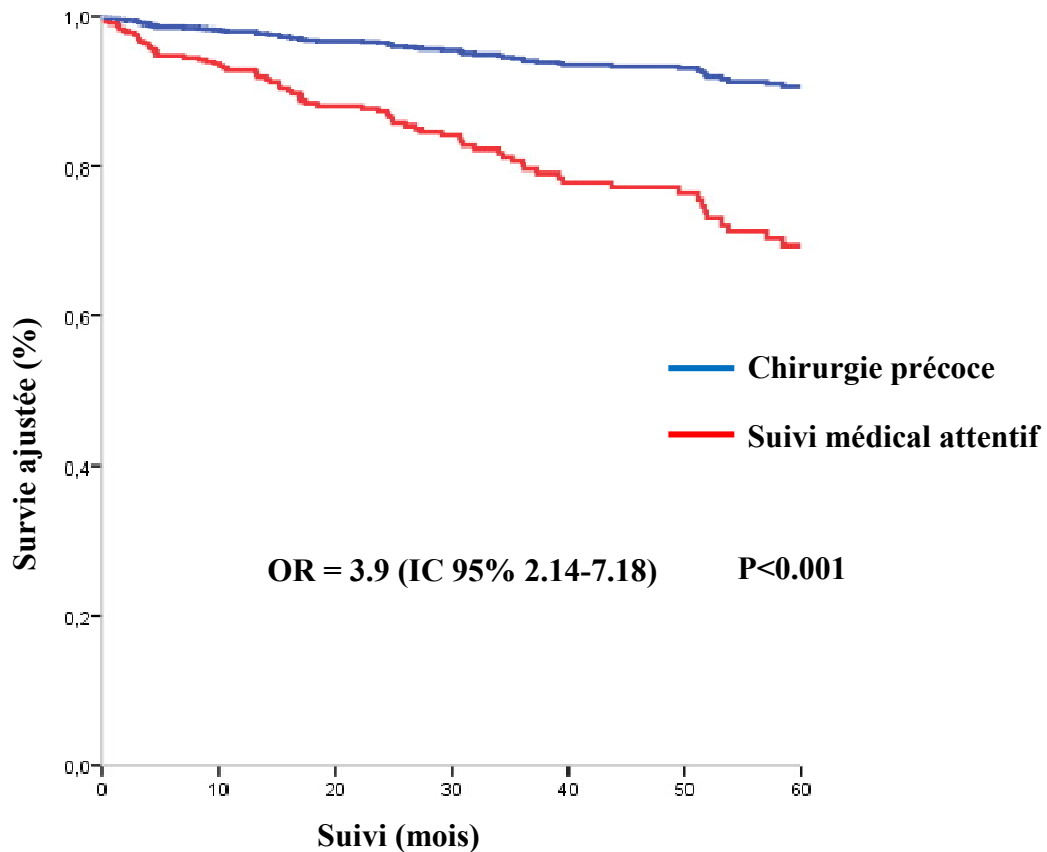 1,0
0,8
0,6
0,4
0,2
0,0
Survie ajustée (%)
Chirurgie précoce
Suivi médical attentif
OR = 3.9 (IC 95% 2.14-7.18) P<0.001
0 10 20 30 40 50 60
Suivi (mois)